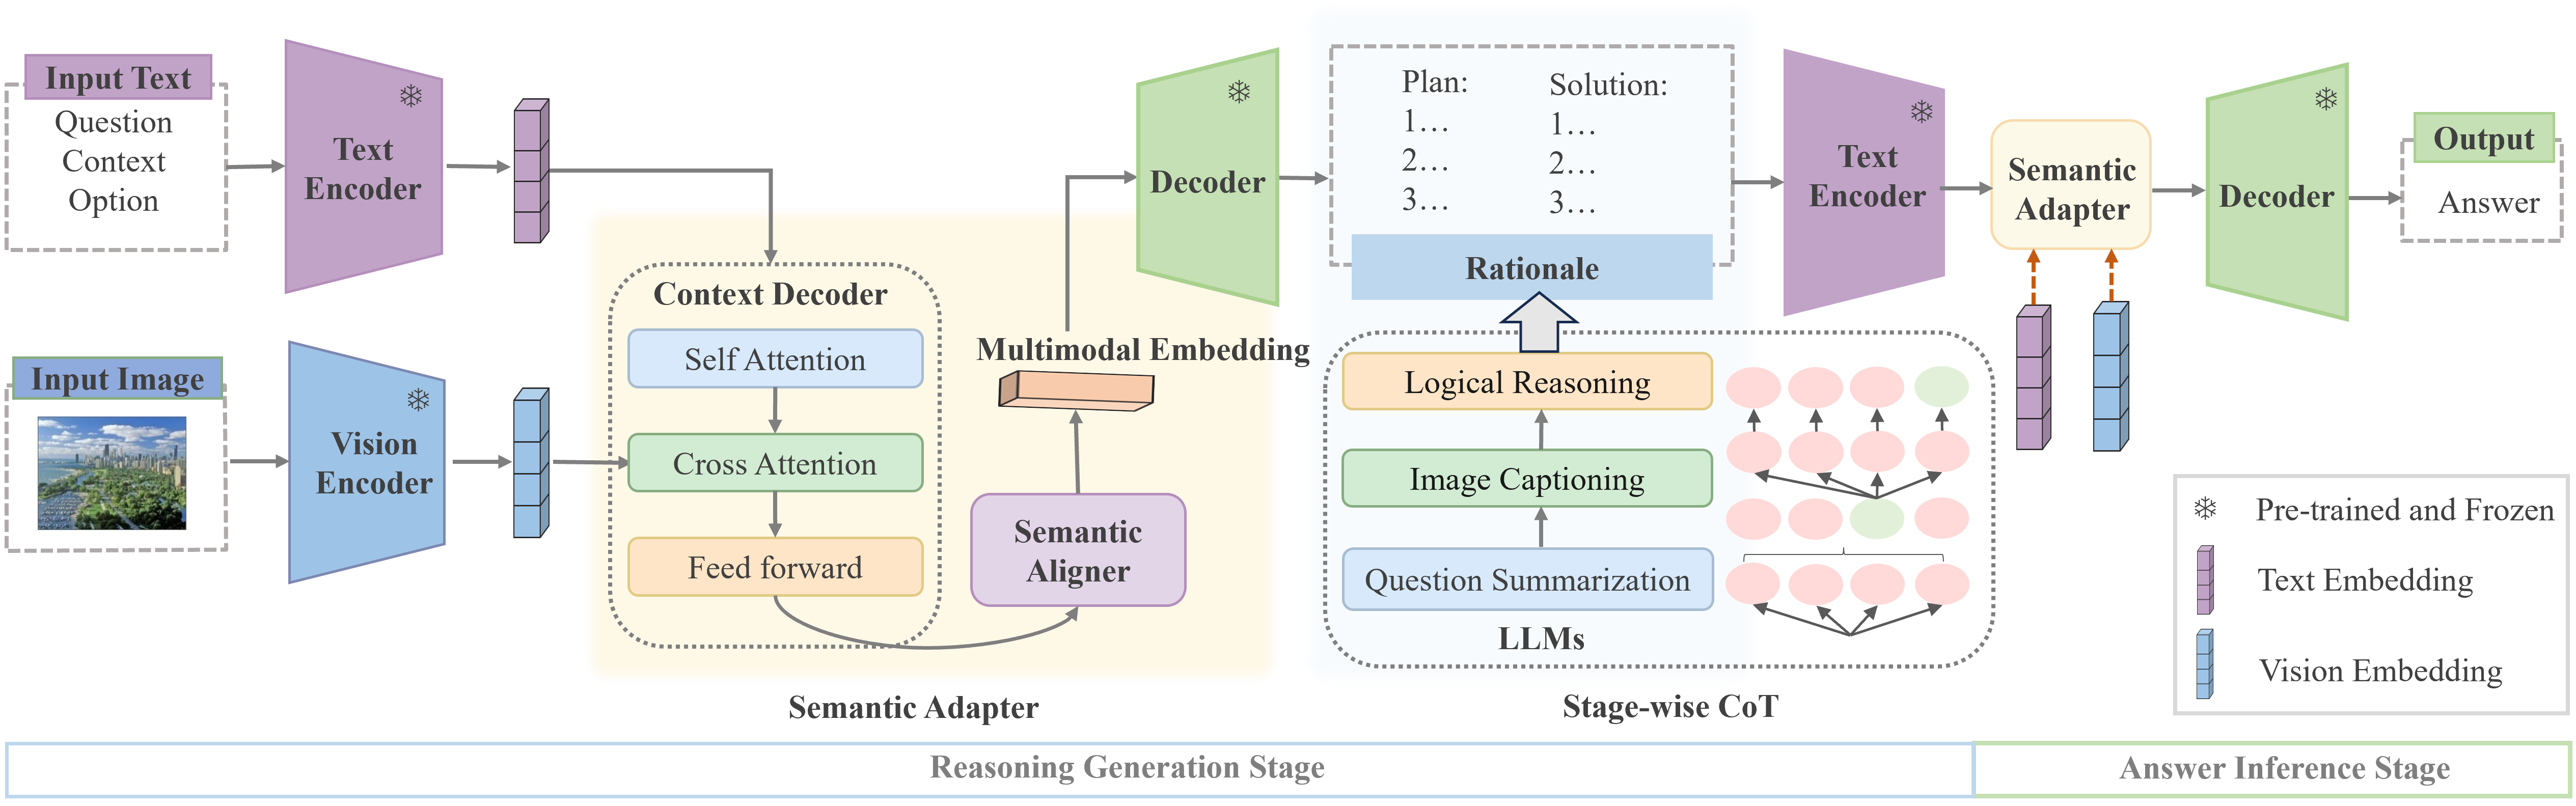 Input Text
Question
Context
Option
Text
Encoder
Input Image
Vision
Encoder
Context Decoder
Self Attention
Cross Attention
Feed forward
Semantic
Aligner
Multimodal Embedding
Semantic Adapter
Decoder
Plan:
1...
2...
3...
Solution:
1...
2...
3...
Rationale
Logical Reasoning
Image Captioning
Question Summarization
LLMs
Stage-wise CoT
Text
Encoder
Semantic
Adapter
Decoder
Output
Answer
Pre-trained and Frozen
Text Embedding
Vision Embedding
Reasoning Generation Stage
Answer Inference Stage